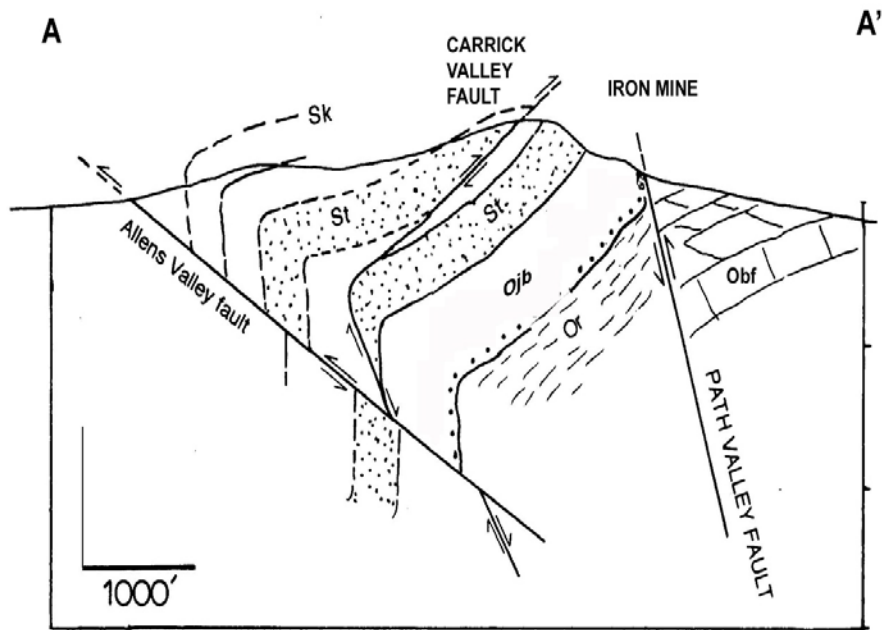 A
A'
CARRICK
VALLEY
FAULT
IRON MINE
Sk
St
St
Allens Valley fault
Ojb
Or
Obf
PATH VALLEY FAULT
1000'